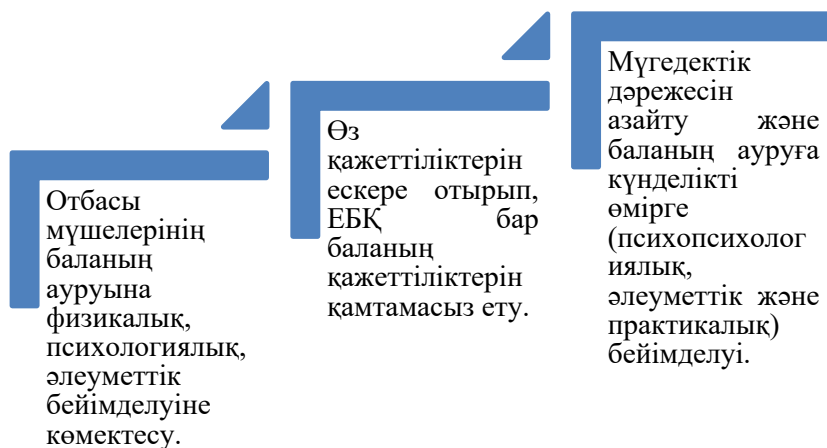 Отбасы
мүшелерінің
баланың
ауруына
физикалық,
психологиялық,
әлеуметтік
бейімделуіне
көмектесу.
Өз
қажеттіліктерін
ескере отырып,
ЕБҚ бар
баланың
қажеттіліктерін
қамтамасыз ету.
Мүгедектік
дәрежесін
азайту және
баланың ауруға
күнделікті
өмірге
(психопсихолог
иялық,
әлеуметтік және
практикалық)
бейімделуі.